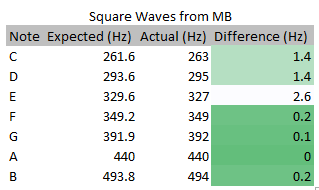 Square Waves from MB
Note Expected (Hz) Actual (Hz) Difference (Hz)
C 261.6 263 1.4
D 293.6 295 1.4
E 329.6 327 2.6
F 349.2 349 0.2
G 391.9 392 0.1
A 440 440 0
B 493.8 494 0.2